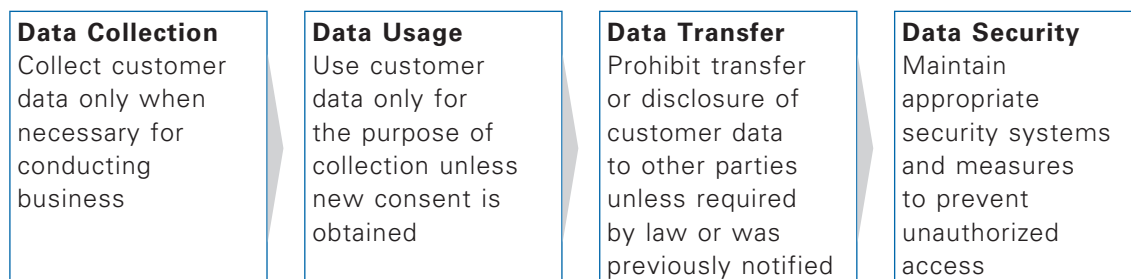 Data Collection
Collect customer
data only when
necessary for
conducting
business
Data Usage
Use customer
data only for
the purpose of
collection unless
new consent is
obtained
Data Transfer
Prohibit transfer
or disclosure of
customer data
to other parties
unless required
by law or was
previously notified
Data Security
Maintain
appropriate
security systems
and measures
to prevent
unauthorized
access